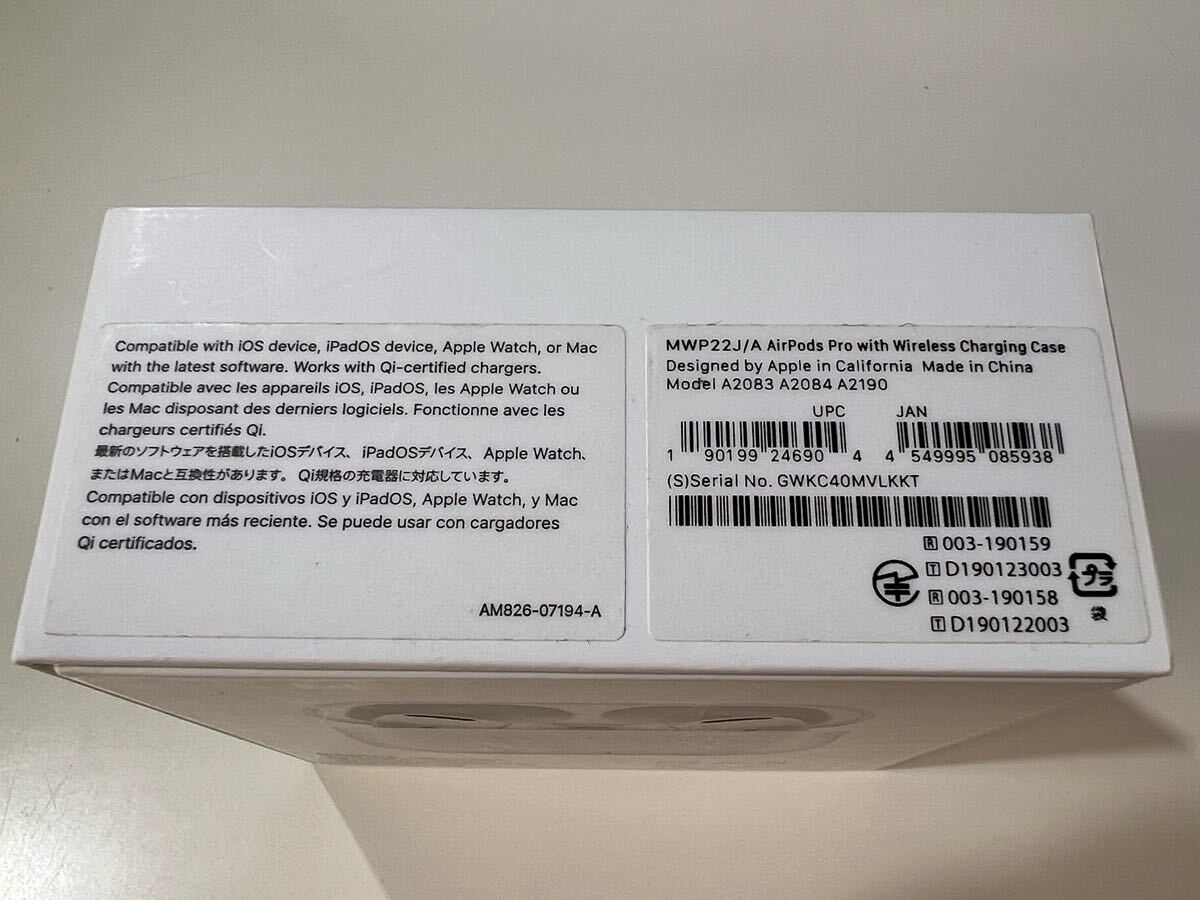 Compatible with iOS device, iPadOS device, Apple Watch, or Mac
with the latest software. Works with Qi-certified chargers.
Compatible avec les appareils iOS, iPadOS, les Apple Watch ou
les Mac disposant des derniers logiciels. Fonctionne avec les
chargeurs certifiés Qi.
最新のソフトウェアを搭載したiOSデバイス、iPadOSデバイス、Apple Watch、
またはMacと互換性があります。Qi規格の充電器に対応しています。
Compatible con dispositivos iOS y iPadOS, Apple Watch, y Mac
con el software más reciente. Se puede usar con cargadores
Qi certificados.
AM826-07194-A
MWP22J/A AirPods Pro with Wireless Charging Case
Designed by Apple in California Made in China
Model A2083 A2084 A2190
UPC JAN
1 90199 24690 4 4 549995 085938
(S)Serial No. GWKC40MVLKKT
R 003-190159
T D190123003
R 003-190158
T D190122003
プラ
袋